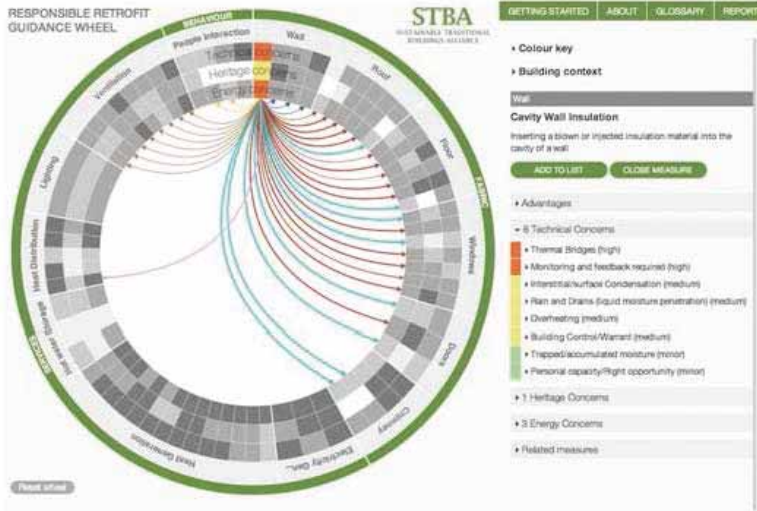 RESPONSIBLE RETROFIT
GUIDANCE WHEEL
STBA
SUSTAINABLE TRADITIONAL
BUILDINGS ALLIANCE
GETTING STARTED
ABOUT
GLOSSARY
REPORT
BEHAVIOUR
FABRIC
SERVICES
People Interaction
Wall
Roof
Floor
Windows
Doors
Chimney
Electricity Gen...
Heat Generation
Hot water Storage
Heat Distribution
Lighting
Ventilation
Technical concerns
Heritage concerns
Energy concerns
Reset wheel
Colour key
Building context
Wall
Cavity Wall Insulation
Inserting a blown or injected insulation material into the
cavity of a wall
ADD TO LIST
CLOSE MEASURE
Advantages
6 Technical Concerns
Thermal Bridges (high)
Monitoring and feedback required (high)
Interstitial/surface Condensation (medium)
Rain and Drains (liquid moisture penetration) (medium)
Overheating (medium)
Building Control/Warrant (medium)
Trapped/accumulated moisture (minor)
Personal capacity/Right opportunity (minor)
1 Heritage Concerns
3 Energy Concerns
Related measures